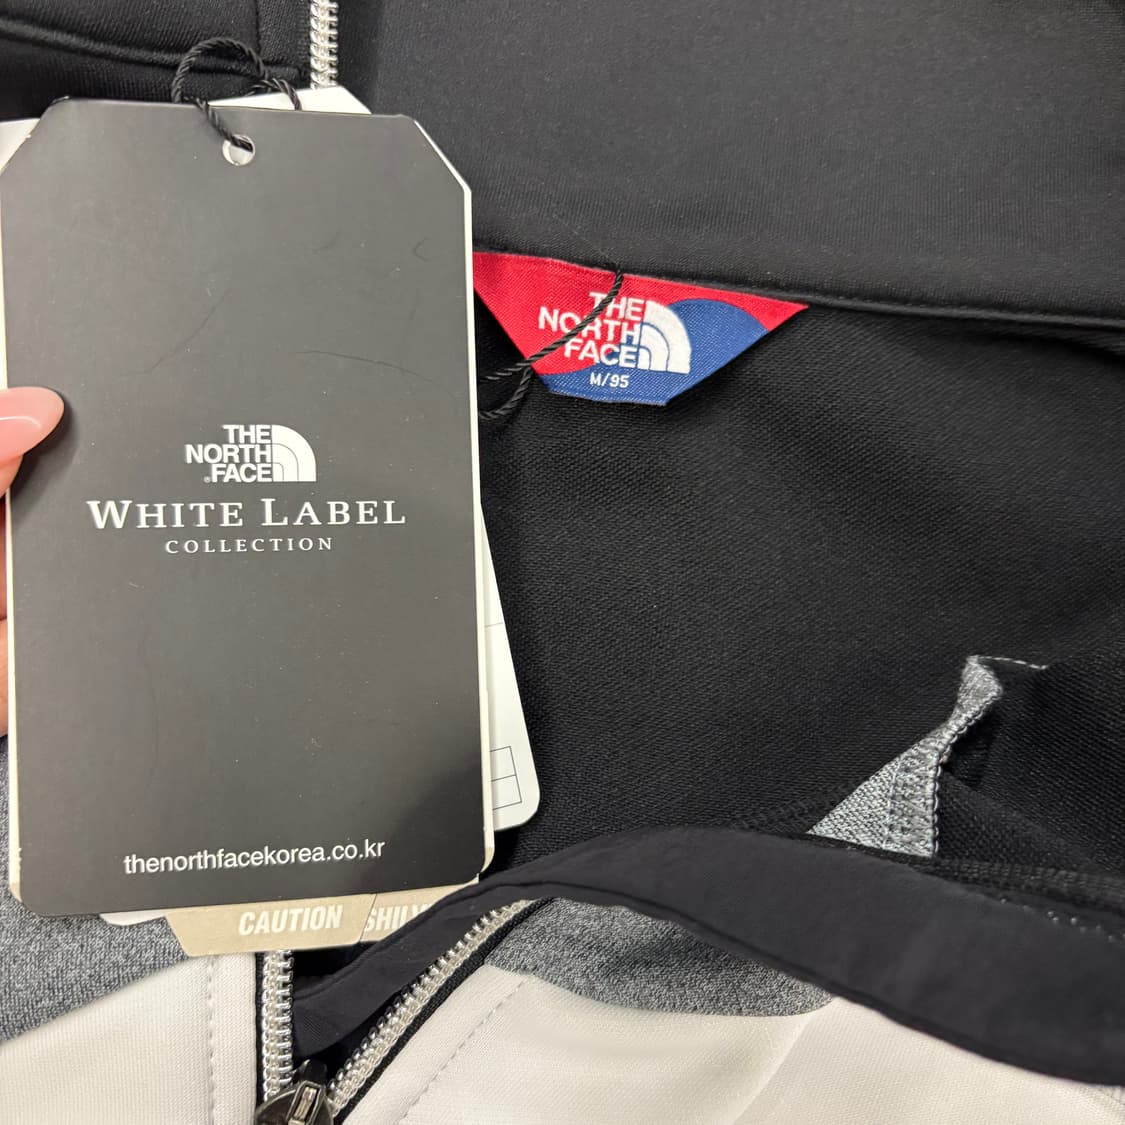 THE
NORTH
FACE
WHITE LABEL
COLLECTION
thenorthfacekorea.co.kr
CAUTION
THE
NORTH
FACE
M/95